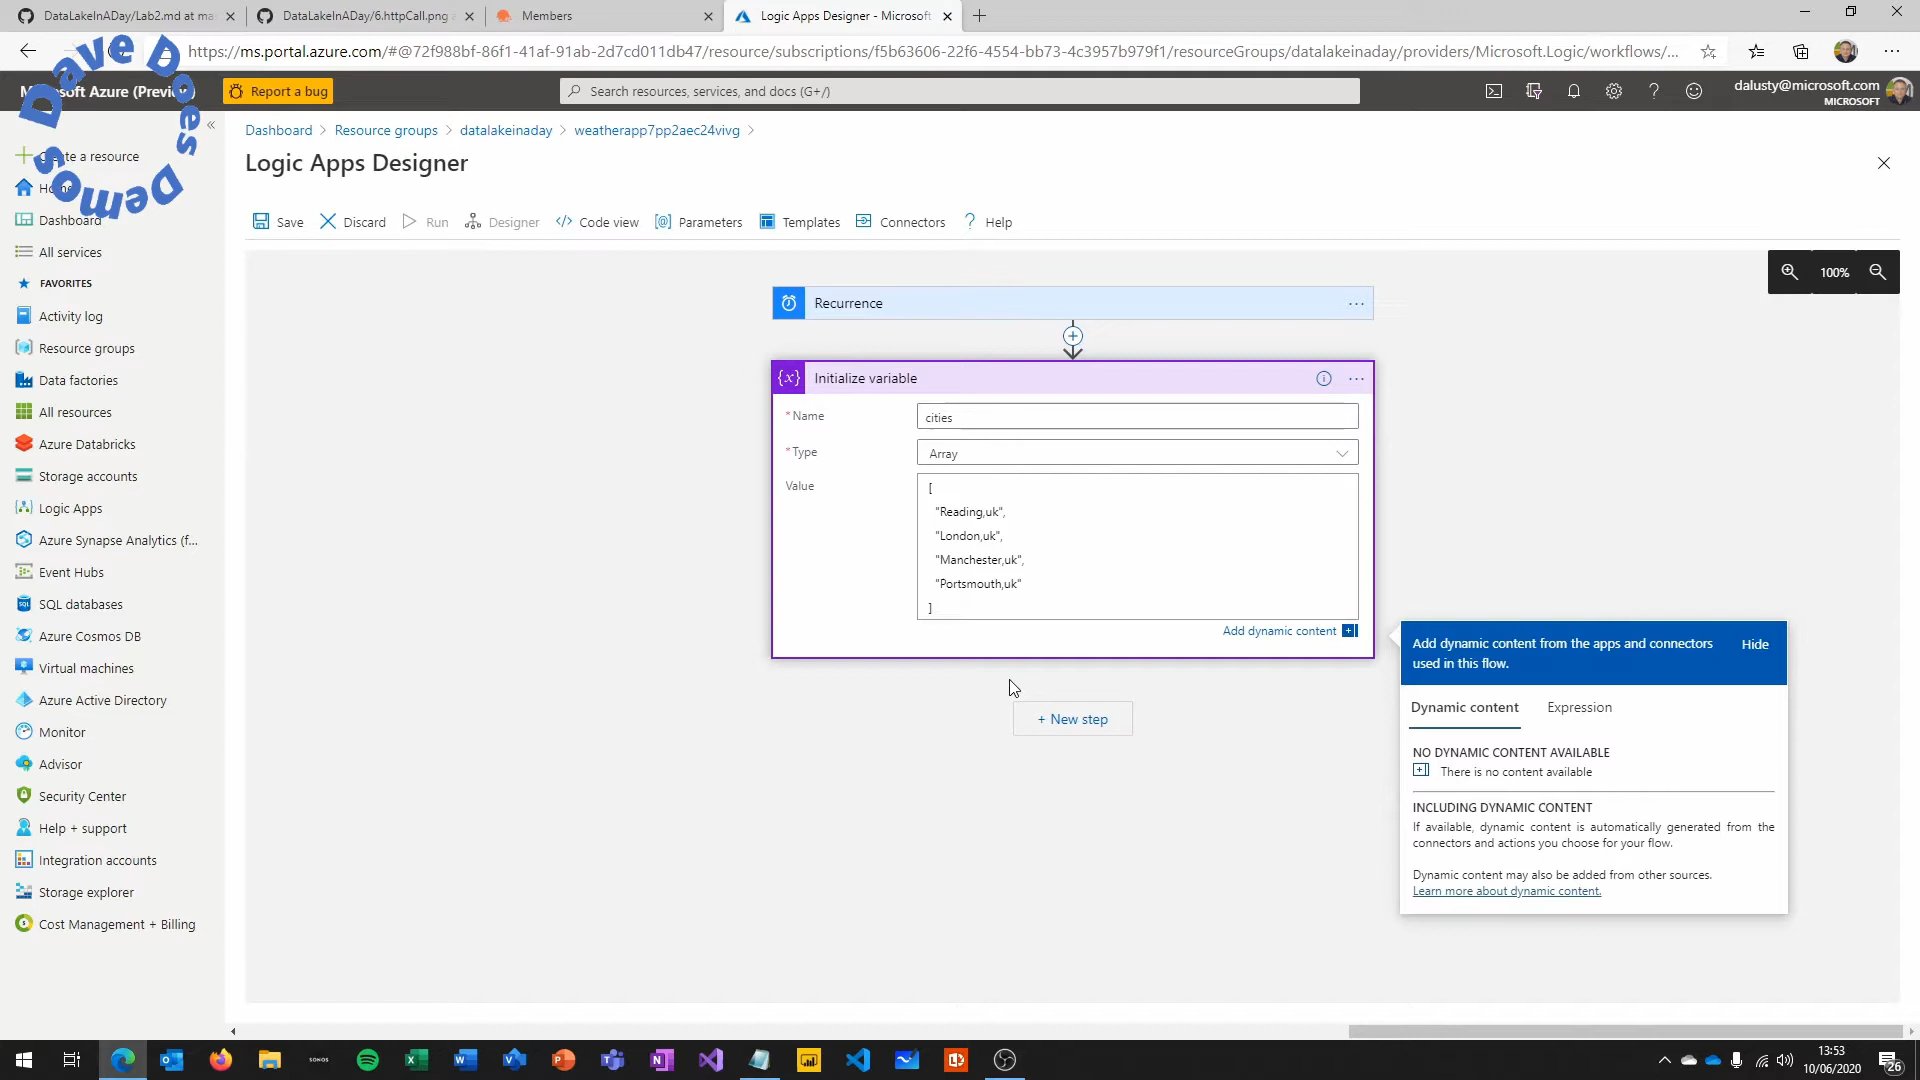 DataLakeInADay/Lab2.md at ma
DataLakeInADay/6.httpCall.png a
Members
Logic Apps Designer - Microsoft
https://ms.portal.azure.com/#@72f988bf-86f1-41af-91ab-2d7cd011db47/resource/subscriptions/f5b63606-22f6-4554-bb73-4c3957b979f1/resourceGroups/datalakeinaday/providers/Microsoft.Logic/workflows/...
Dave Does Demos
Report a bug
Search resources, services, and docs (G+/)
dalusty@microsoft.com
MICROSOFT
Dashboard > Resource groups > datalakeinaday > weatherapp7pp2aec24vivg >
Logic Apps Designer
Save
Discard
Run
Designer
Code view
Parameters
Templates
Connectors
Help
Dashboard
All services
FAVORITES
Activity log
Resource groups
Data factories
All resources
Azure Databricks
Storage accounts
Logic Apps
Azure Synapse Analytics (f...
Event Hubs
SQL databases
Azure Cosmos DB
Virtual machines
Azure Active Directory
Monitor
Advisor
Security Center
Help + support
Integration accounts
Storage explorer
Cost Management + Billing
100%
Recurrence
Initialize variable
* Name
cities
* Type
Array
Value
[
"Reading,uk",
"London,uk",
"Manchester,uk",
"Portsmouth,uk"
]
Add dynamic content
+ New step
Add dynamic content from the apps and connectors
used in this flow.
Hide
Dynamic content
Expression
NO DYNAMIC CONTENT AVAILABLE
There is no content available
INCLUDING DYNAMIC CONTENT
If available, dynamic content is automatically generated from the
connectors and actions you choose for your flow.
Dynamic content may also be added from other sources.
Learn more about dynamic content.
SONOS
13:53
10/06/2020
26